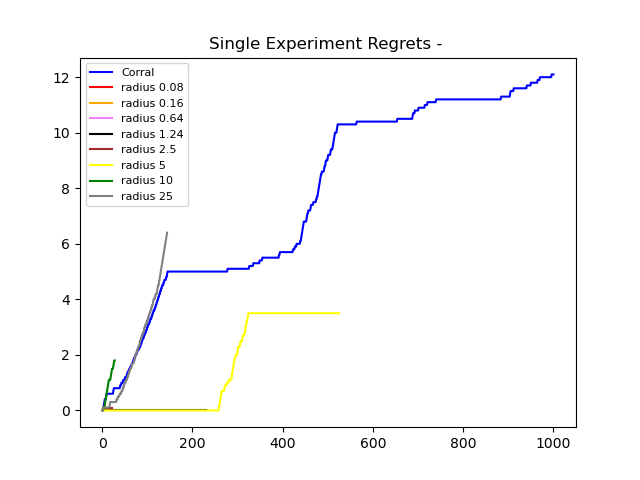 Single Experiment Regrets -
Corral
radius 0.08
radius 0.16
radius 0.64
radius 1.24
radius 2.5
radius 5
radius 10
radius 25
12
10
8
6
4
2
0
0 200 400 600 800 1000